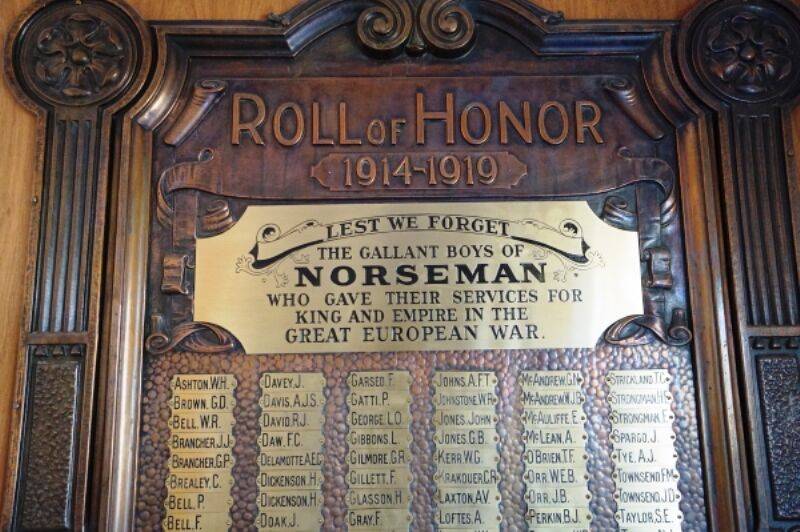 ROLL OF HONOR
1914-1919
LEST WE FORGET
THE GALLANT BOYS OF
NORSEMAN
WHO GAVE THEIR SERVICES FOR
KING AND EMPIRE IN THE
GREAT EUROPEAN WAR.
ASHTON.W.H.
BROWN. G.D.
BELL W.R.
BRANCHER.J.J.
BRANCHER.G.P.
BREALEY. C.
BELL. P.
BELL. F.
DAVEY.J.
DAVIS.A.J.S.
DAVID.R.J.
DAW. F.C.
DELAMOTTE.A.E.G.
DICKENSON.H.
DICKENSON.H.
DOAK.J.
GARSED. F.
GATTI. P.
GEORGE. L.O.
GIBBONS. L.
GILMORE.G.R.
GILLETT. F.
GLASSON. H.
GRAY. F.
JOHNS. A.F.T.
JOHNSTONE.W.R.
JONES. JOHN
JONES. G.B.
KERR. W.G.
KRAKOUER.C.R.
LAXTON. A.V.
LOFTES. A.
McANDREW.G.N.
McANDREW.W.J.B.
McAULIFFE. E.
McLEAN. A.
O'BRIEN.T.F.
ORR. W.E.B.
ORR. J.B.
PERKIN.B.J.
STRICKLAND.T.G.
STRONGMAN.H.S.
STRONGMAN. F.
SPARGO. J.
TYE. A.J.
TOWNSEND.F.M.
TOWNSEND.J.D.
TAYLOR. S.E.